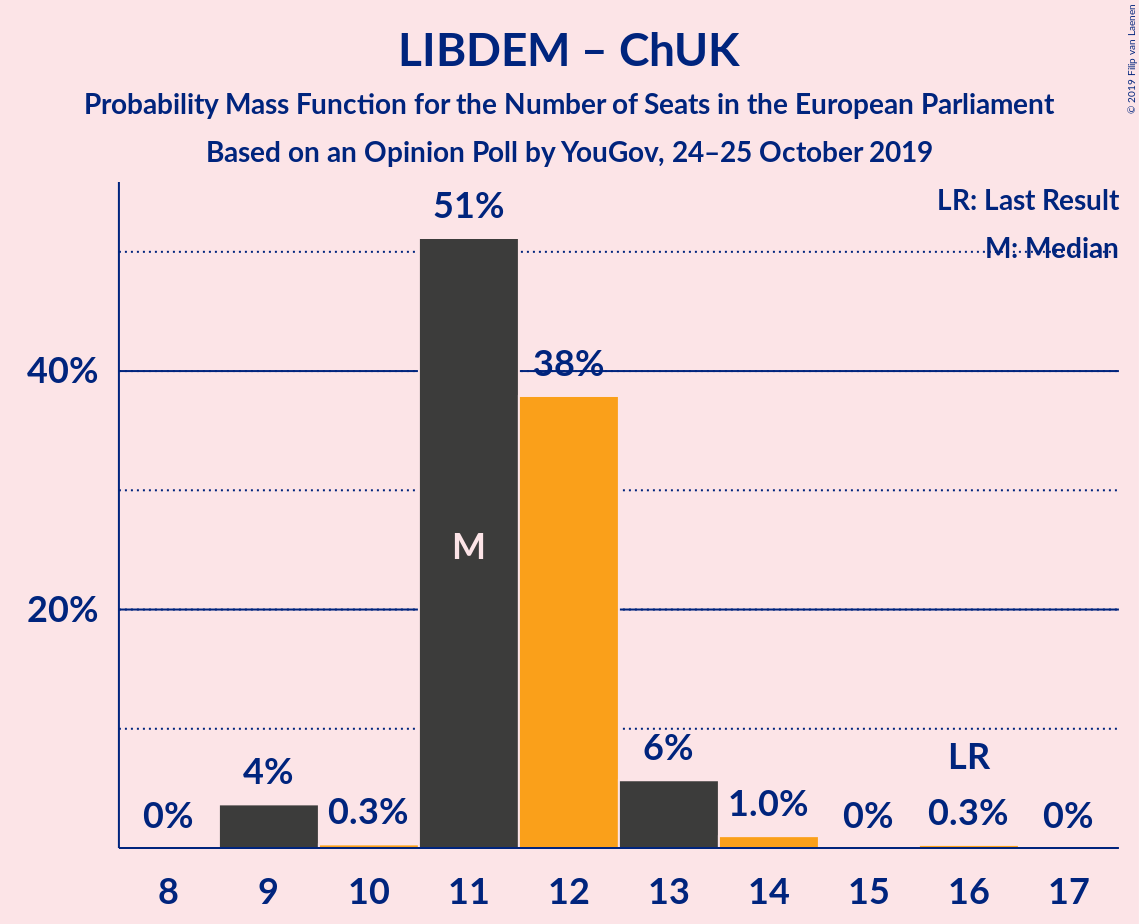 LIBDEM – ChUK
Probability Mass Function for the Number of Seats in the European Parliament
Based on an Opinion Poll by YouGov, 24–25 October 2019
© 2019 Filip van Laenen
LR: Last Result
M: Median
51%
38%
40%
M
20%
6%
LR
4%
1.0%
0%
0.3%
0%
0.3%
0%
8 9 10 11 12 13 14 15 16 17